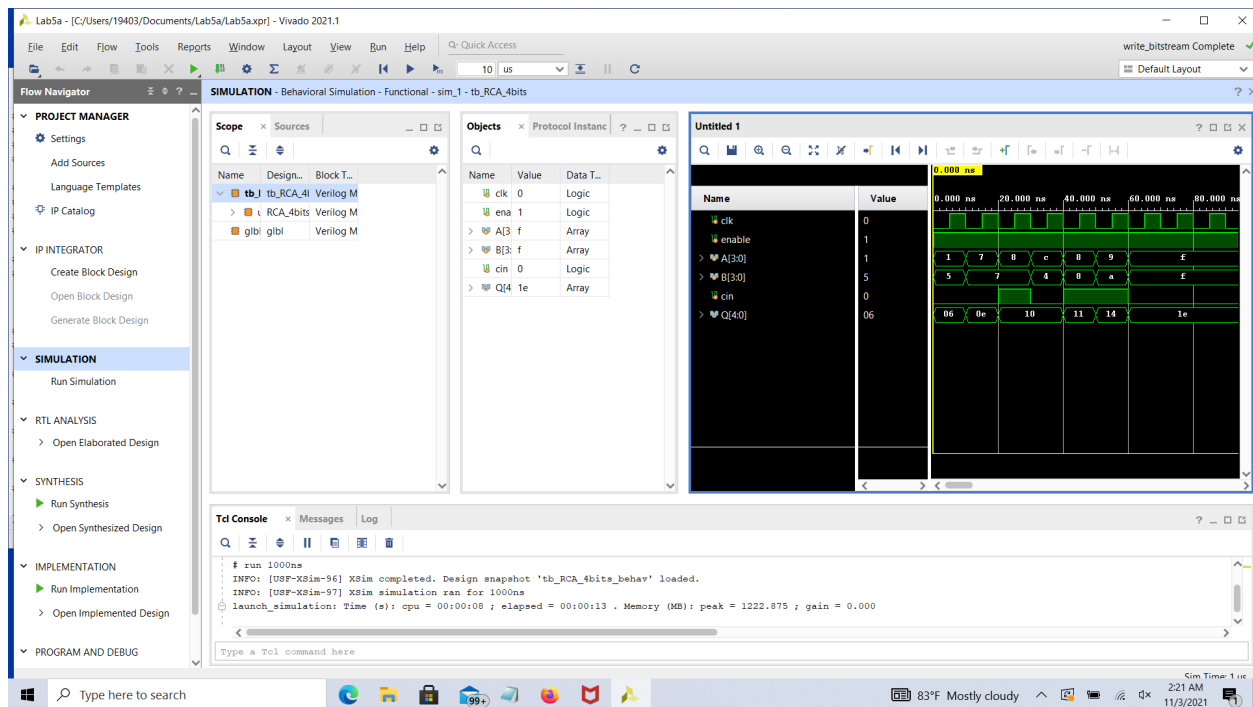 Lab5a - [C:/Users/19403/Documents/Lab5a/Lab5a.xpr] - Vivado 2021.1
File Edit Flow Tools Reports Window Layout View Run Help Q- Quick Access write_bitstream Complete
10 us Default Layout
Flow Navigator
SIMULATION - Behavioral Simulation - Functional - sim_1 - tb_RCA_4bits
PROJECT MANAGER
Settings
Add Sources
Language Templates
IP Catalog
IP INTEGRATOR
Create Block Design
Open Block Design
Generate Block Design
SIMULATION
Run Simulation
RTL ANALYSIS
Open Elaborated Design
SYNTHESIS
Run Synthesis
Open Synthesized Design
IMPLEMENTATION
Run Implementation
Open Implemented Design
PROGRAM AND DEBUG
Scope Sources
Name Design... Block T...
tb_l tb_RCA_4l Verilog M
u RCA_4bits Verilog M
glbl glbl Verilog M
Objects Protocol Instanc
Name Value Data T...
clk 0 Logic
ena 1 Logic
A[3 f Array
B[3: f Array
cin 0 Logic
Q[4 1e Array
Untitled 1
0.000 ns
Name Value 0.000 ns 20.000 ns 40.000 ns 60.000 ns 80.000 ns
clk 0
enable 1
A[3:0] 1 1 7 8 c 8 9 f
B[3:0] 5 5 7 4 8 a f
cin 0
Q[4:0] 06 06 0e 10 11 14 1e
Tcl Console Messages Log
# run 1000ns
INFO: [USF-XSim-96] XSim completed. Design snapshot 'tb_RCA_4bits_behav' loaded.
INFO: [USF-XSim-97] XSim simulation ran for 1000ns
launch_simulation: Time (s): cpu = 00:00:08 ; elapsed = 00:00:13 . Memory (MB): peak = 1222.875 ; gain = 0.000
Type a Tcl command here
Sim Time: 1 us
Type here to search 99+ 83°F Mostly cloudy 2:21 AM
11/3/2021 1